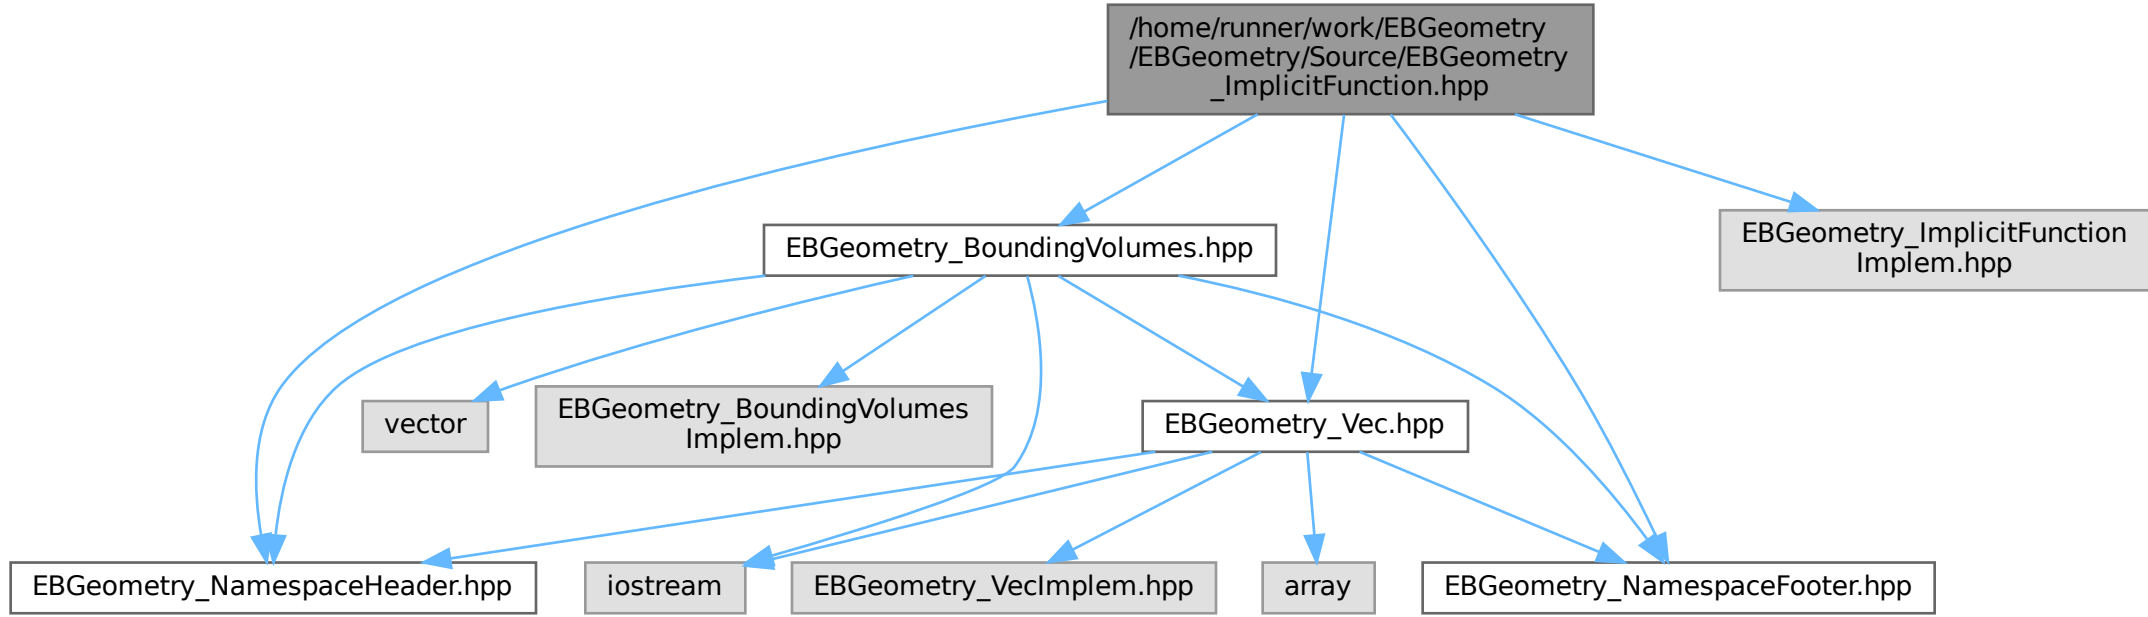 /home/runner/work/EBGeometry
/EBGeometry/Source/EBGeometry
_ImplicitFunction.hpp
EBGeometry_BoundingVolumes.hpp
EBGeometry_ImplicitFunction
Implem.hpp
vector
EBGeometry_BoundingVolumes
Implem.hpp
EBGeometry_Vec.hpp
EBGeometry_NamespaceHeader.hpp
iostream
EBGeometry_VecImplem.hpp
array
EBGeometry_NamespaceFooter.hpp